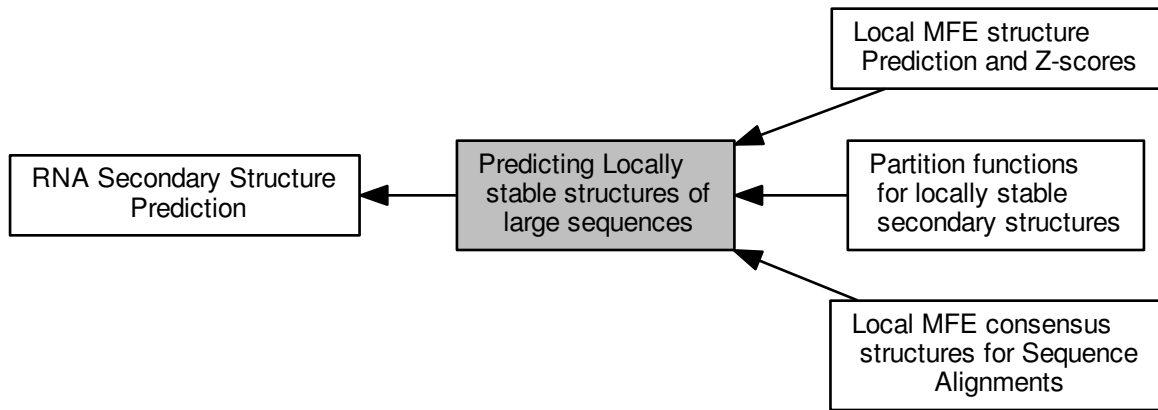 RNA Secondary Structure
Prediction
Predicting Locally
stable structures of
large sequences
Local MFE structure
Prediction and Z-scores
Partition functions
for locally stable
secondary structures
Local MFE consensus
structures for Sequence
Alignments